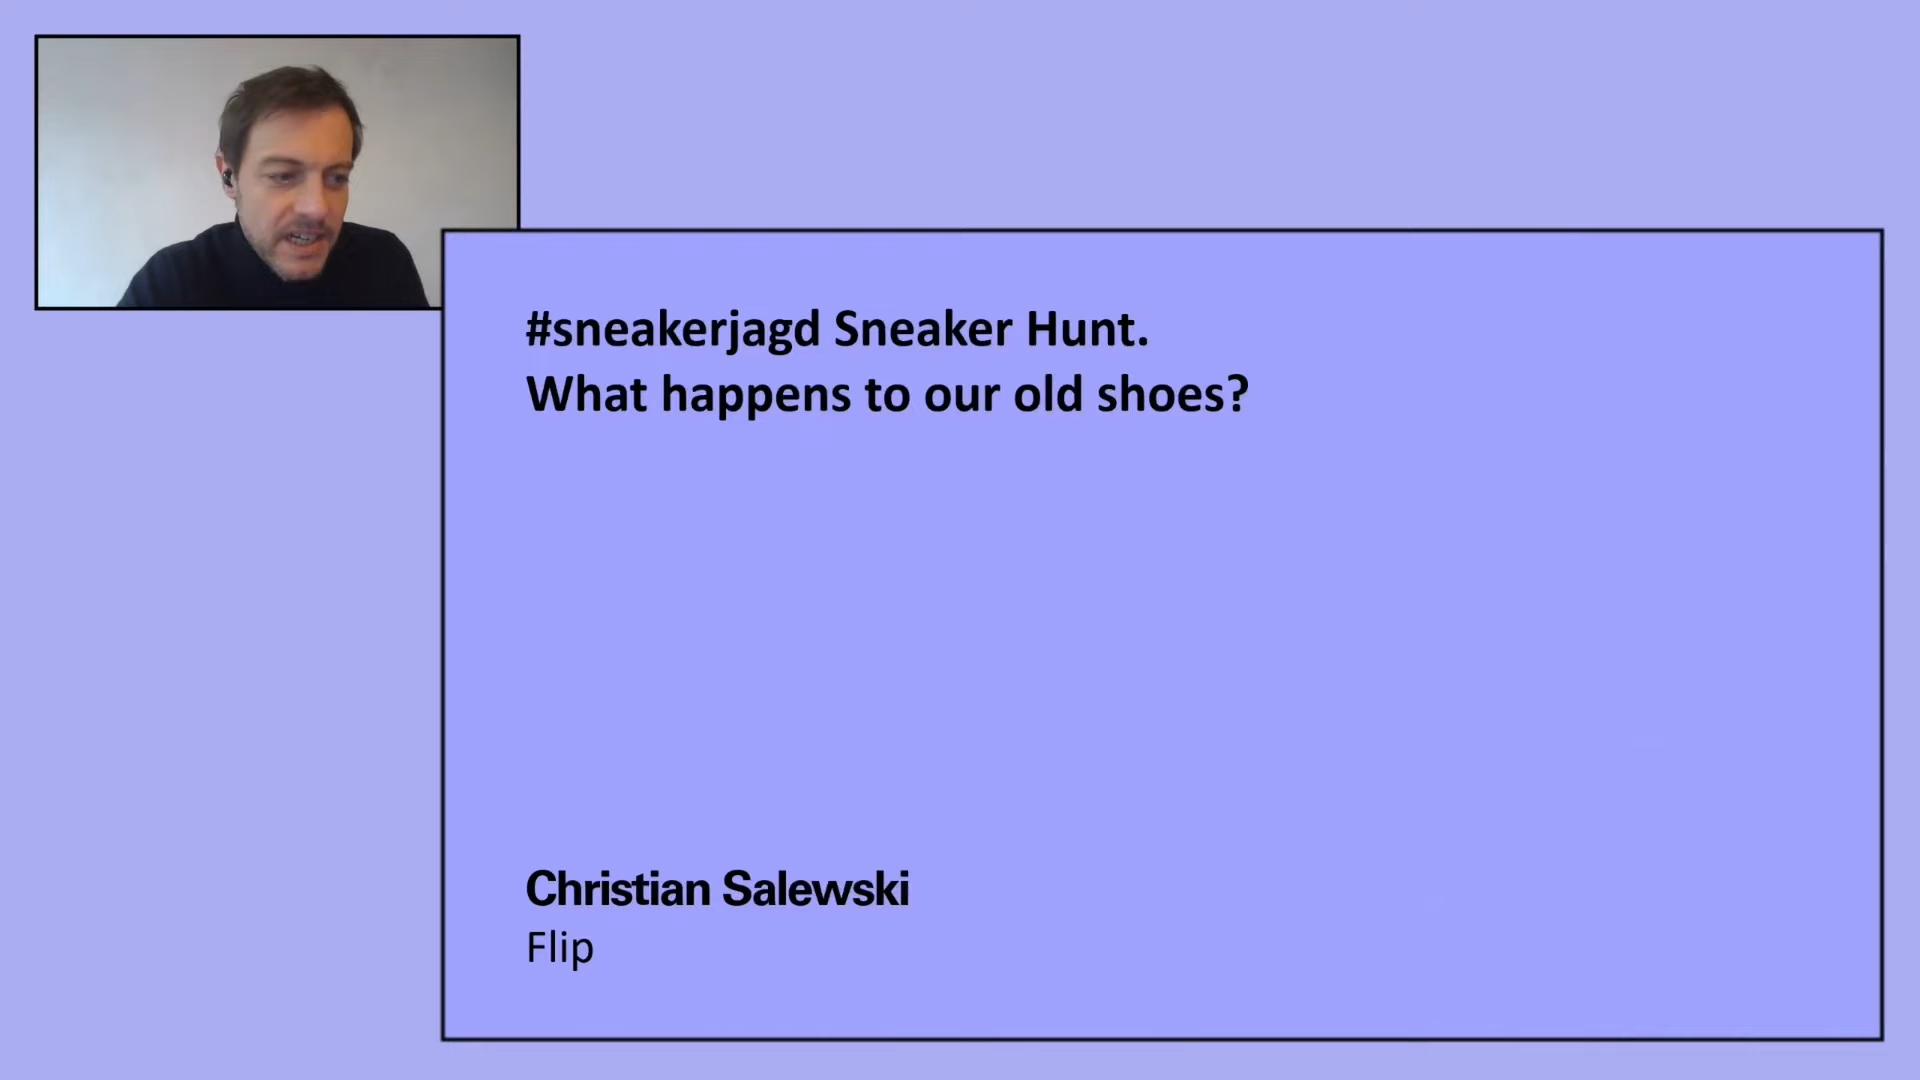 #sneakerjagd Sneaker Hunt.
What happens to our old shoes?
Christian Salewski
Flip